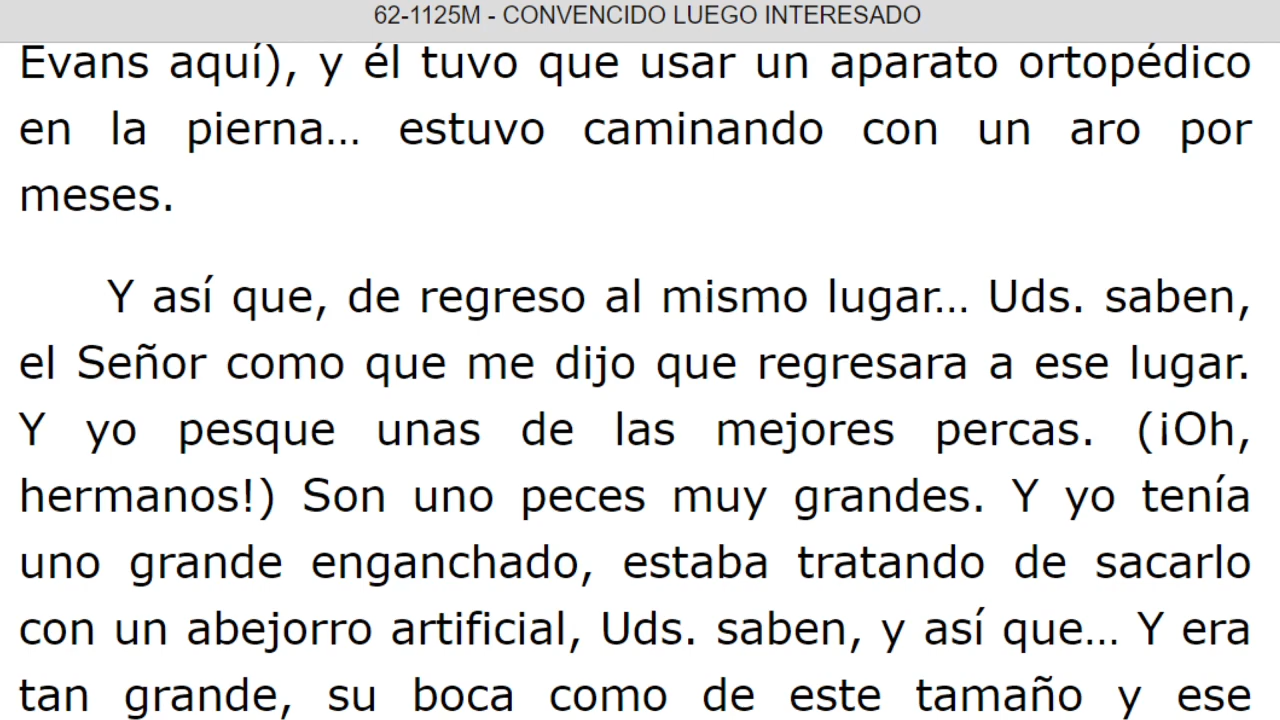 62-1125M - CONVENCIDO LUEGO INTERESADO
Evans aquí), y él tuvo que usar un aparato ortopédico
en la pierna… estuvo caminando con un aro por
meses.
Y así que, de regreso al mismo lugar… Uds. saben,
el Señor como que me dijo que regresara a ese lugar.
Y yo pesque unas de las mejores percas. (¡Oh,
hermanos!) Son uno peces muy grandes. Y yo tenía
uno grande enganchado, estaba tratando de sacarlo
con un abejorro artificial, Uds. saben, y así que… Y era
tan grande, su boca como de este tamaño y ese